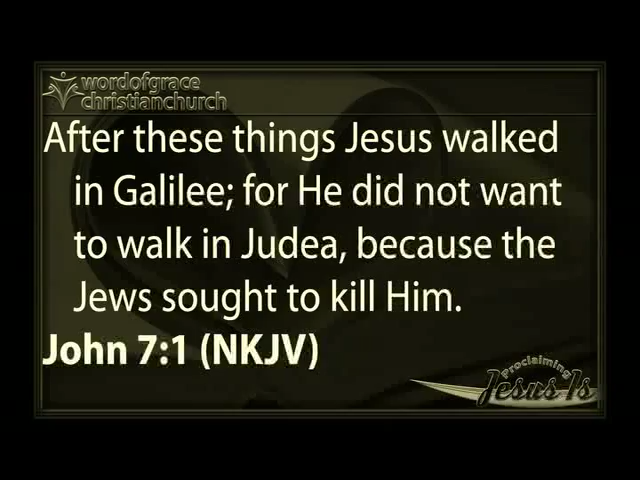 wordofgrace
christianchurch
After these things Jesus walked
in Galilee; for He did not want
to walk in Judea, because the
Jews sought to kill Him.
John 7:1 (NKJV)
Proclaiming
Jesus Is